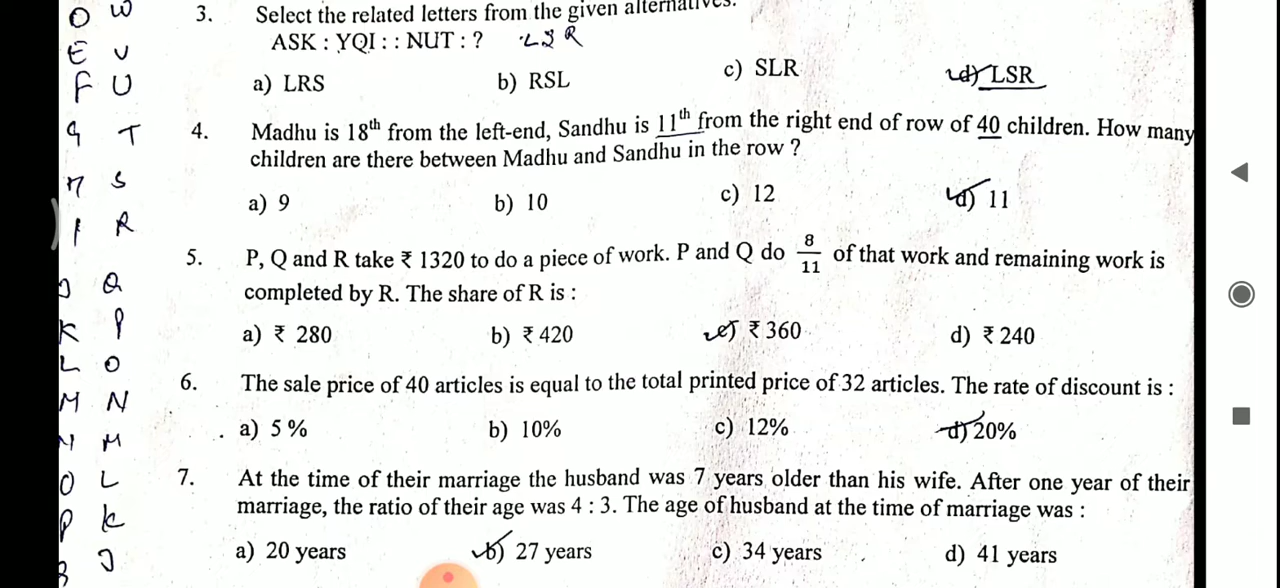 O W
E V
F U
G T
S
I R
Q
K P
L O
M N
N M
O L
P K
J
3. Select the related letters from the given alternatives.
ASK : YQI : : NUT : ? LSR
a) LRS b) RSL c) SLR d) LSR
4. Madhu is 18th from the left-end, Sandhu is 11th from the right end of row of 40 children. How many
children are there between Madhu and Sandhu in the row ?
a) 9 b) 10 c) 12 d) 11
5. P, Q and R take ₹ 1320 to do a piece of work. P and Q do 8/11 of that work and remaining work is
completed by R. The share of R is :
a) ₹ 280 b) ₹ 420 c) ₹ 360 d) ₹ 240
6. The sale price of 40 articles is equal to the total printed price of 32 articles. The rate of discount is :
a) 5 % b) 10% c) 12% d) 20%
7. At the time of their marriage the husband was 7 years older than his wife. After one year of their
marriage, the ratio of their age was 4 : 3. The age of husband at the time of marriage was :
a) 20 years b) 27 years c) 34 years d) 41 years